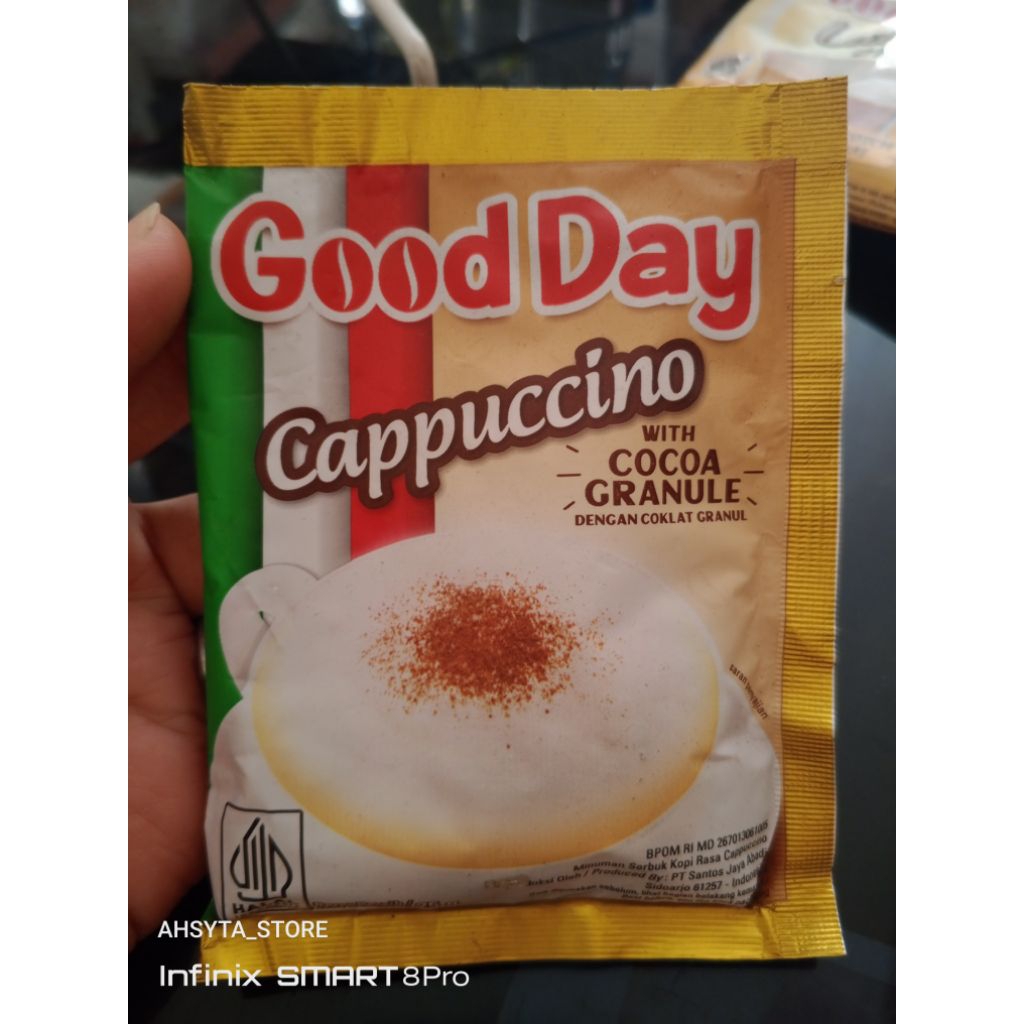 Good Day
Cappuccino
WITH
COCOA
GRANULE
DENGAN COKLAT GRANUL
saran penyajian
BPOM RI MD 267013061005
Minuman Serbuk Kopi Rasa Cappuccino
Produced By: PT Santos Jaya Abadi
Sidoarjo 61257 - Indonesia
HALAL
AHSYTA_STORE
Infinix SMART 8Pro